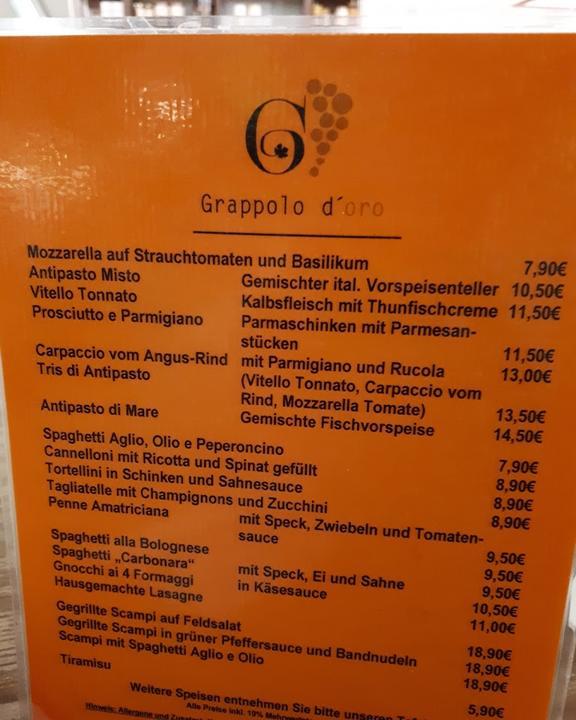 G
Grappolo d´oro
Mozzarella auf Strauchtomaten und Basilikum 7,90€
Antipasto Misto Gemischter ital. Vorspeisenteller 10,50€
Vitello Tonnato Kalbsfleisch mit Thunfischcreme 11,50€
Prosciutto e Parmigiano Parmaschinken mit Parmesan-
stücken 11,50€
Carpaccio vom Angus-Rind mit Parmigiano und Rucola 13,00€
Tris di Antipasto (Vitello Tonnato, Carpaccio vom
Rind, Mozzarella Tomate) 13,50€
Antipasto di Mare Gemischte Fischvorspeise 14,50€
Spaghetti Aglio, Olio e Peperoncino 7,90€
Cannelloni mit Ricotta und Spinat gefüllt 8,90€
Tortellini in Schinken und Sahnesauce 8,90€
Tagliatelle mit Champignons und Zucchini 8,90€
Penne Amatriciana mit Speck, Zwiebeln und Tomaten-
sauce 9,50€
Spaghetti alla Bolognese 9,50€
Spaghetti „Carbonara“ mit Speck, Ei und Sahne 9,50€
Gnocchi ai 4 Formaggi in Käsesauce 10,50€
Hausgemachte Lasagne 11,00€
Gegrillte Scampi auf Feldsalat 18,90€
Gegrillte Scampi in grüner Pfeffersauce und Bandnudeln 18,90€
Scampi mit Spaghetti Aglio e Olio 18,90€
Tiramisu 5,90€
Weitere Speisen entnehmen Sie bitte unseren
Alle Preise inkl. 19%
Hinweis: Allergene und